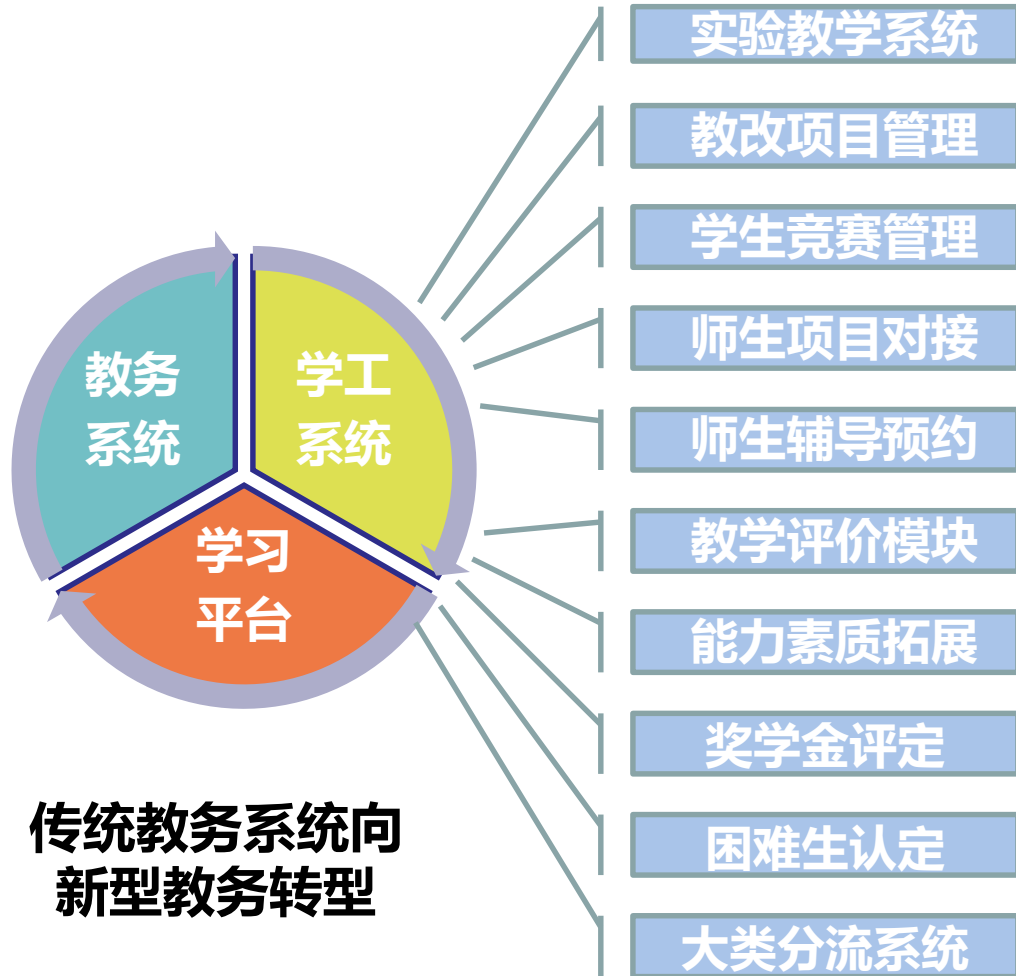 教务
系统
学工
系统
学习
平台
传统教务系统向
新型教务转型
实验教学系统
教改项目管理
学生竞赛管理
师生项目对接
师生辅导预约
教学评价模块
能力素质拓展
奖学金评定
困难生认定
大类分流系统